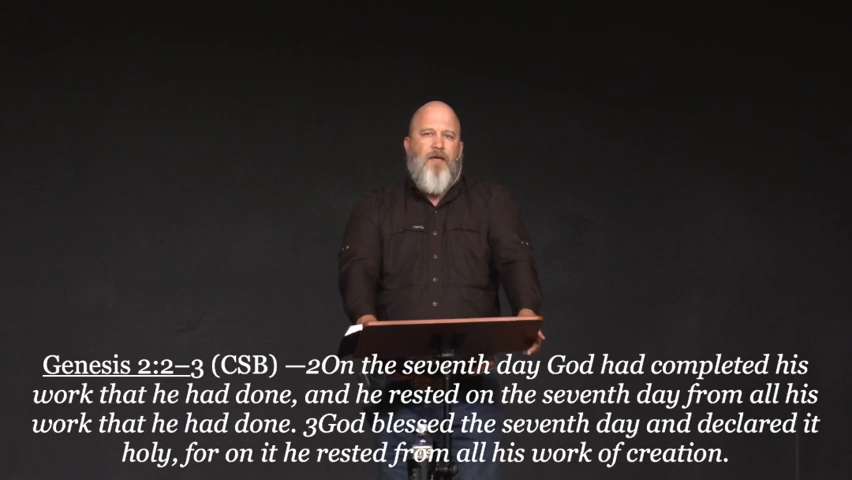 Genesis 2:2–3 (CSB) —2On the seventh day God had completed his
work that he had done, and he rested on the seventh day from all his
work that he had done. 3God blessed the seventh day and declared it
holy, for on it he rested from all his work of creation.